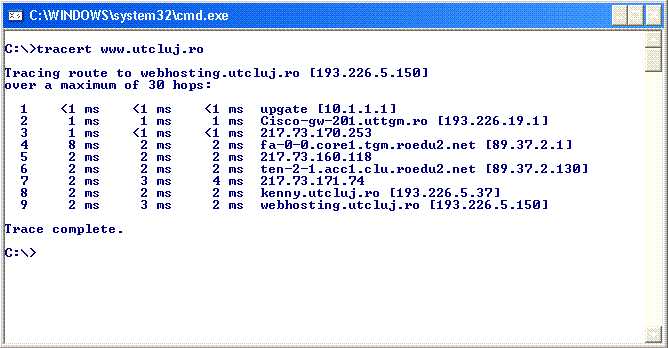 C:\WINDOWS\system32\cmd.exe
C:\>tracert www.utcluj.ro
Tracing route to webhosting.utcluj.ro [193.226.5.150]
over a maximum of 30 hops:
1 <1 ms <1 ms <1 ms upgate [10.1.1.1]
2 1 ms 1 ms 1 ms Cisco-gw-201.uttgm.ro [193.226.19.1]
3 1 ms <1 ms <1 ms 217.73.170.253
4 8 ms 2 ms 2 ms fa-0-0.core1.tgm.roedu2.net [89.37.2.1]
5 2 ms 2 ms 2 ms 217.73.160.118
6 2 ms 2 ms 2 ms ten-2-1.acc1.clu.roedu2.net [89.37.2.130]
7 2 ms 3 ms 4 ms 217.73.171.74
8 2 ms 2 ms 2 ms kenny.utcluj.ro [193.226.5.37]
9 2 ms 3 ms 2 ms webhosting.utcluj.ro [193.226.5.150]
Trace complete.
C:\>